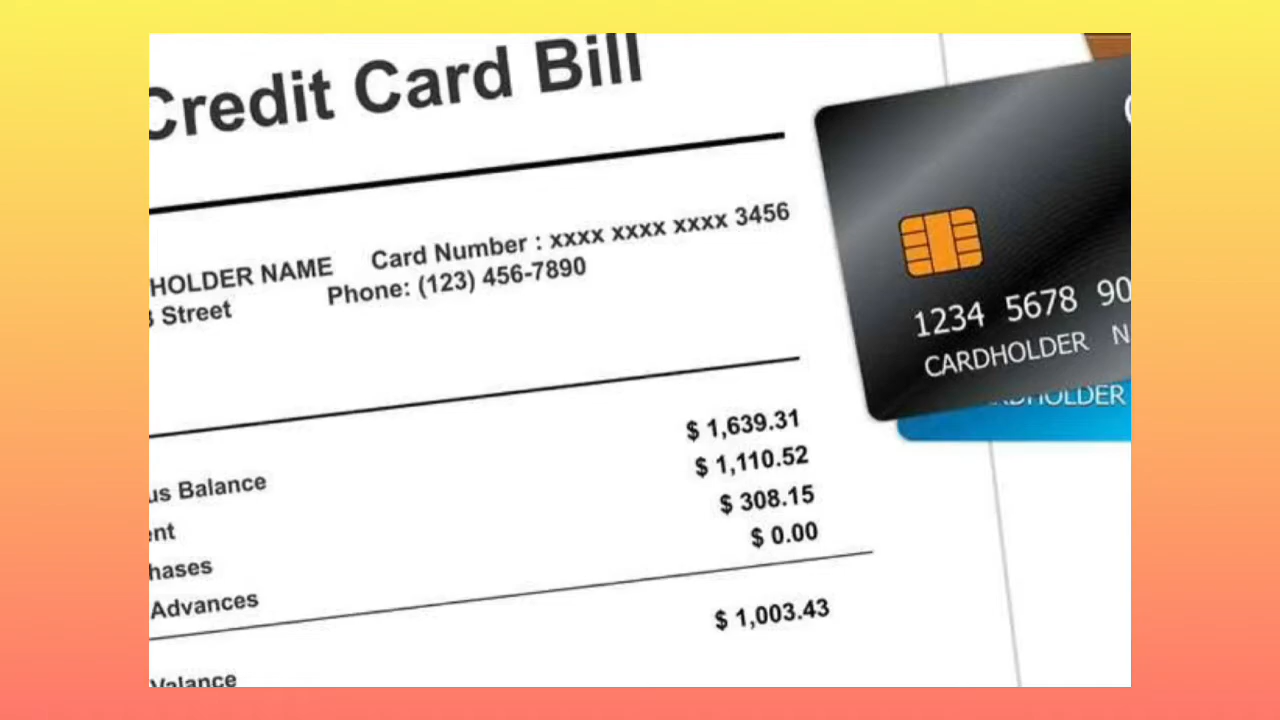 Credit Card Bill
HOLDER NAME Card Number : xxxx xxxx xxxx 3456
Street Phone: (123) 456-7890
us Balance $ 1,639.31
ent $ 1,110.52
hases $ 308.15
Advances $ 0.00
Valance $ 1,003.43
1234 5678 90
CARDHOLDER N
RDHOLDER